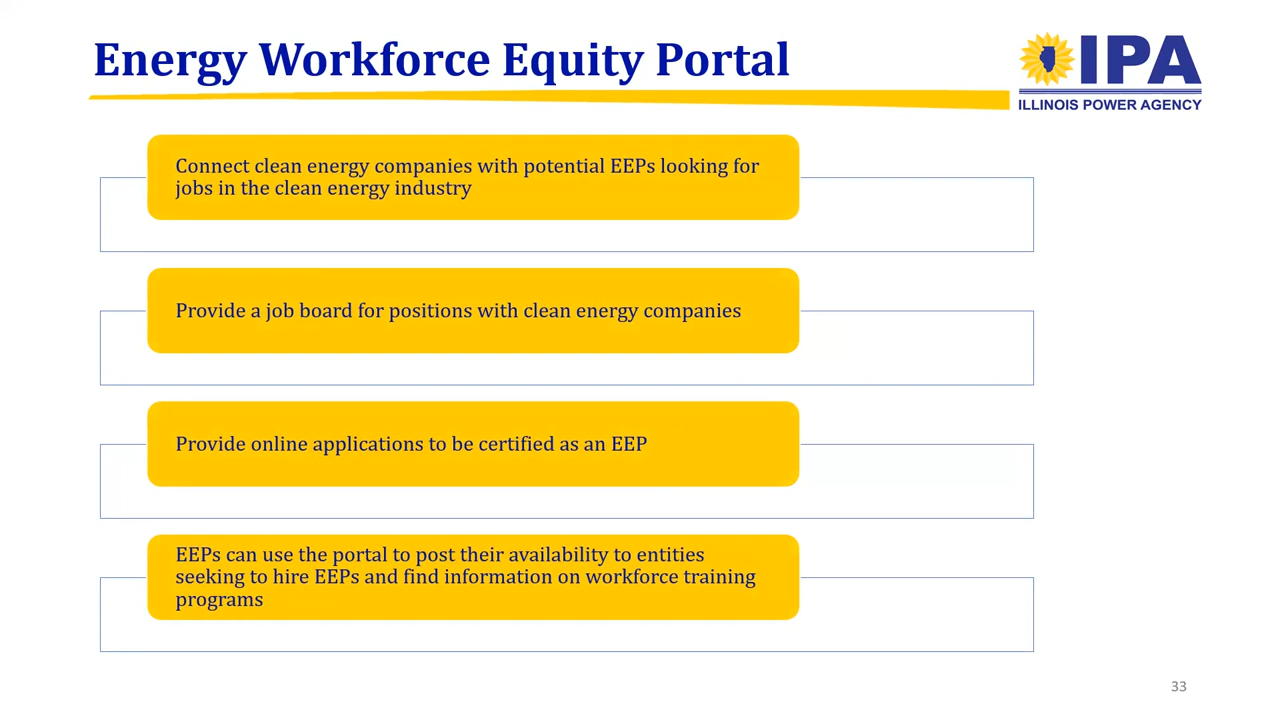 Energy Workforce Equity Portal
IPA
ILLINOIS POWER AGENCY
Connect clean energy companies with potential EEPs looking for
jobs in the clean energy industry
Provide a job board for positions with clean energy companies
Provide online applications to be certified as an EEP
EEPs can use the portal to post their availability to entities
seeking to hire EEPs and find information on workforce training
programs
33